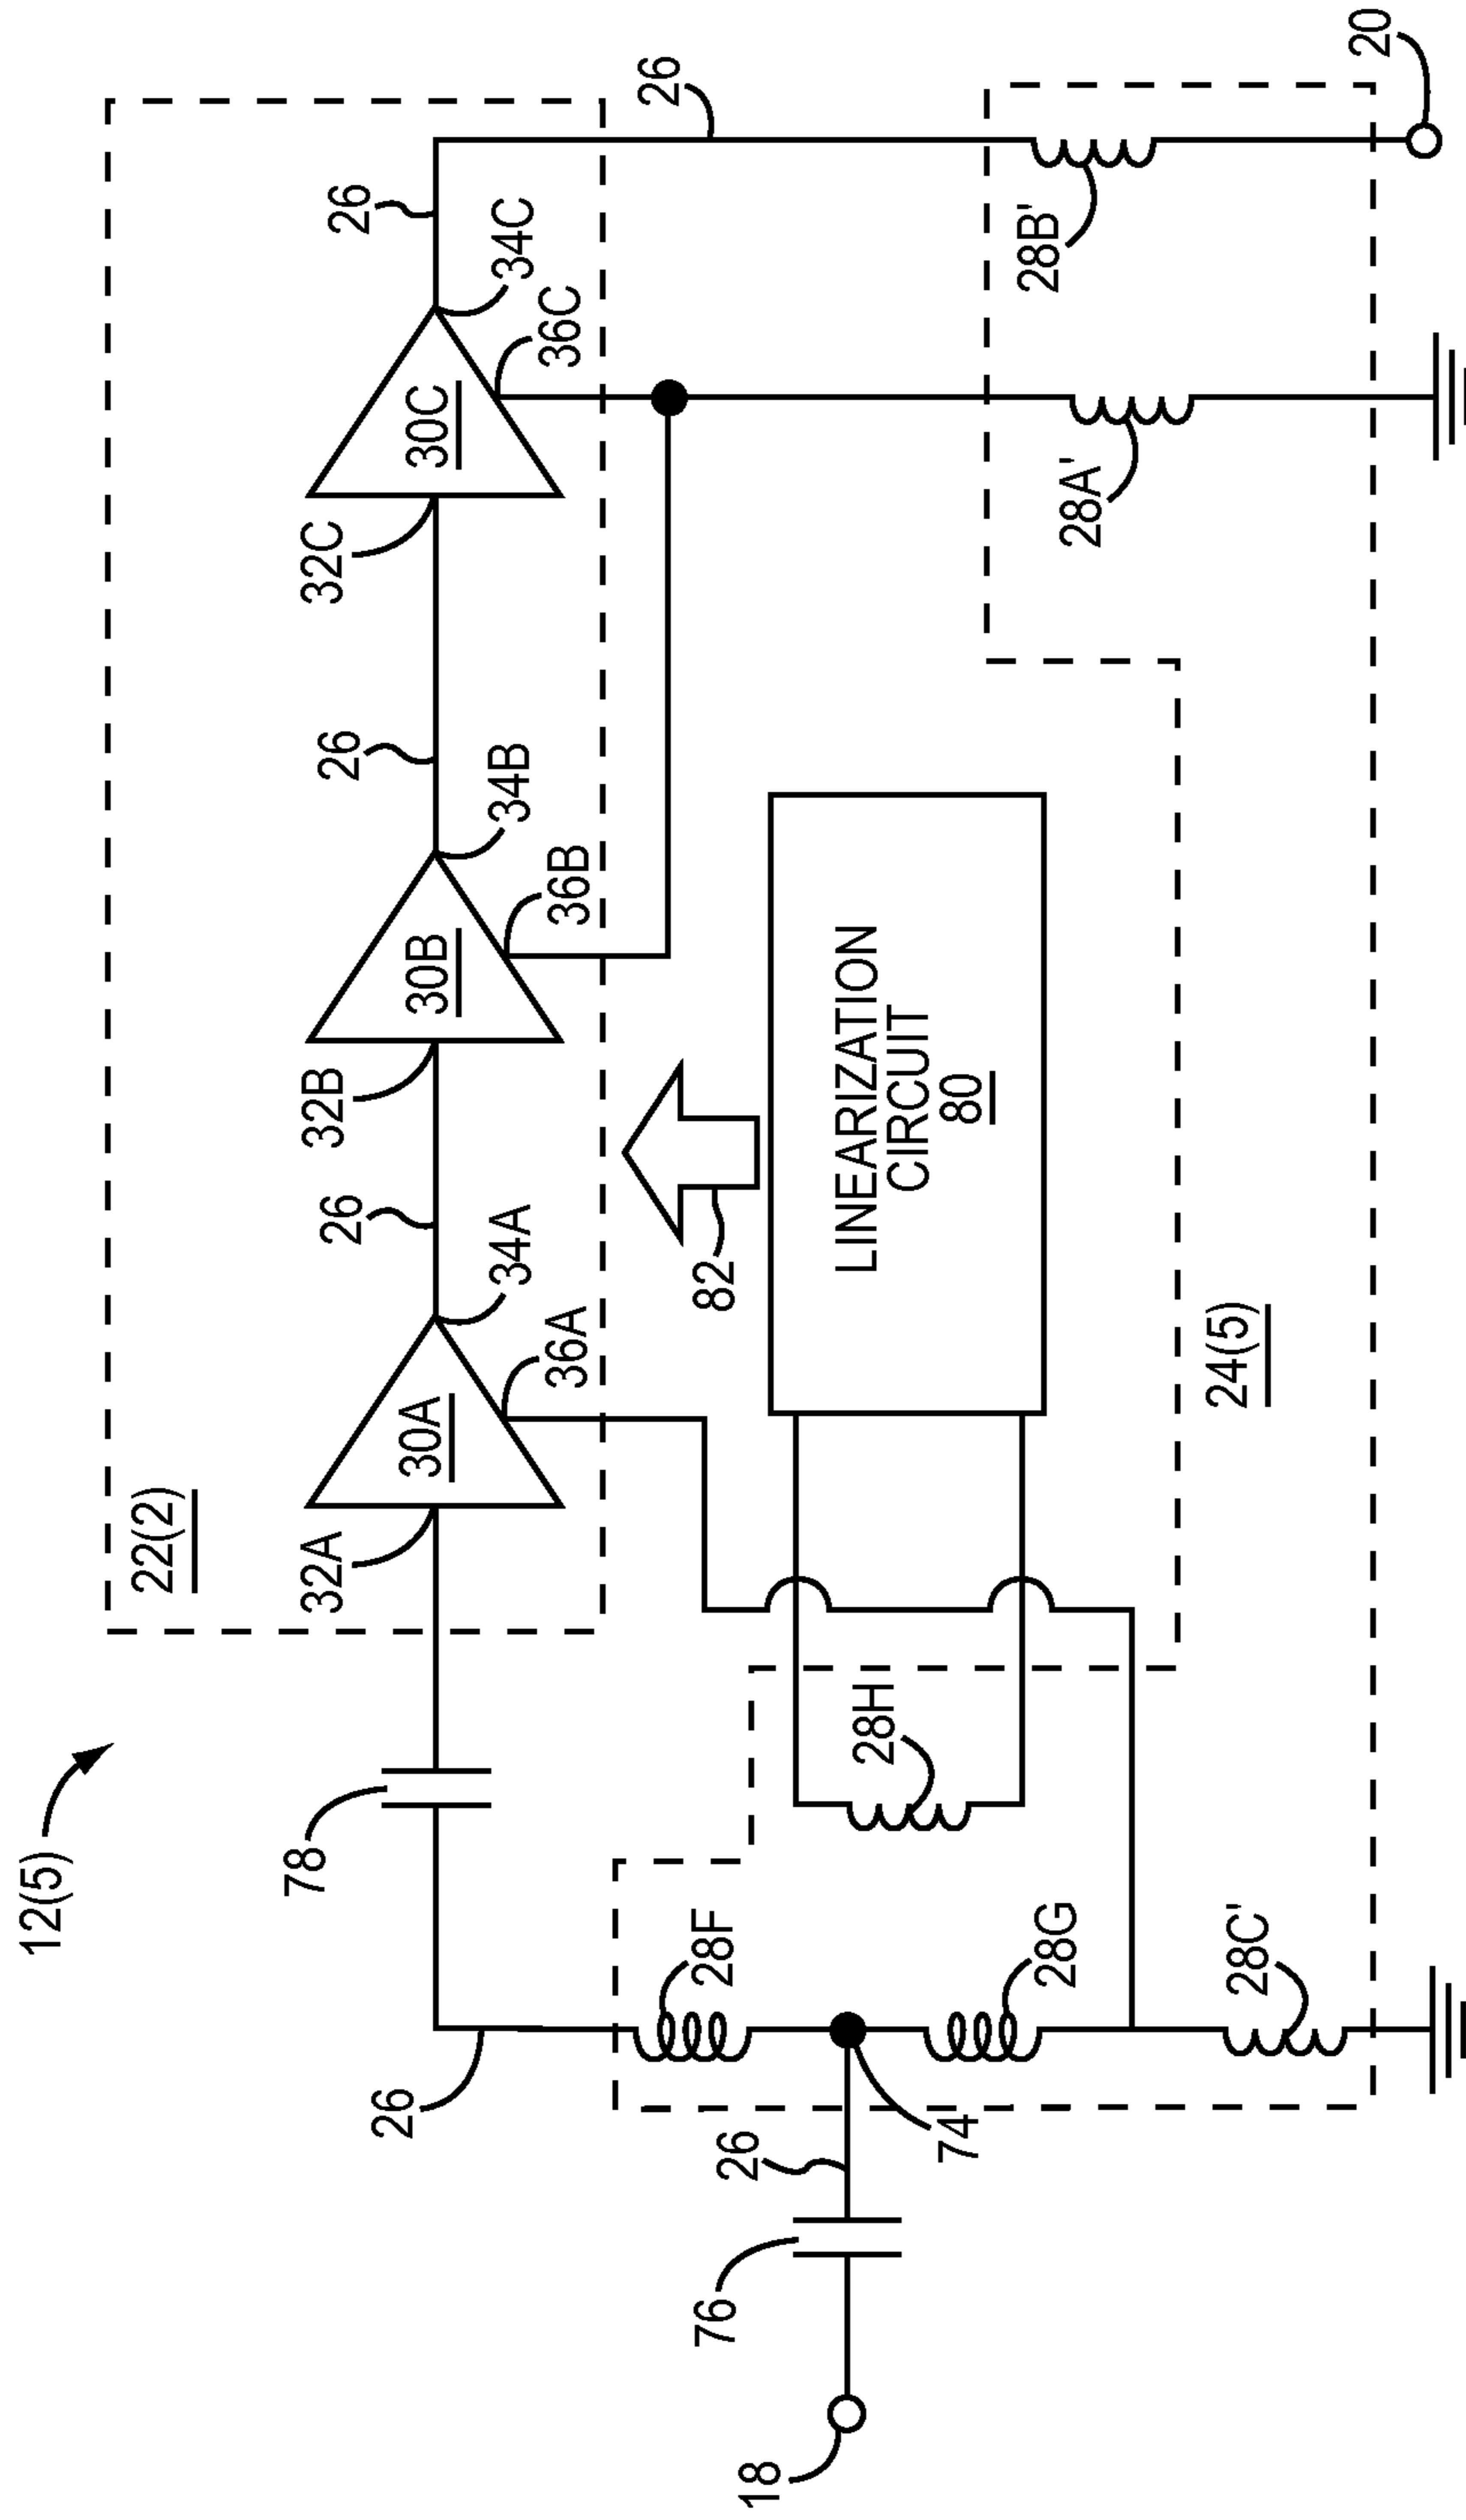 12(5)
22(2)
78
32A
26
32B
26
32C
26
26
30A
30B
30C
34A
34B
34C
36A
36B
36C
26
26
82
28F
76
26
LINEARIZATION
CIRCUIT
80
28H
18
74
28G
28A'
28B'
24(5)
28C'
20